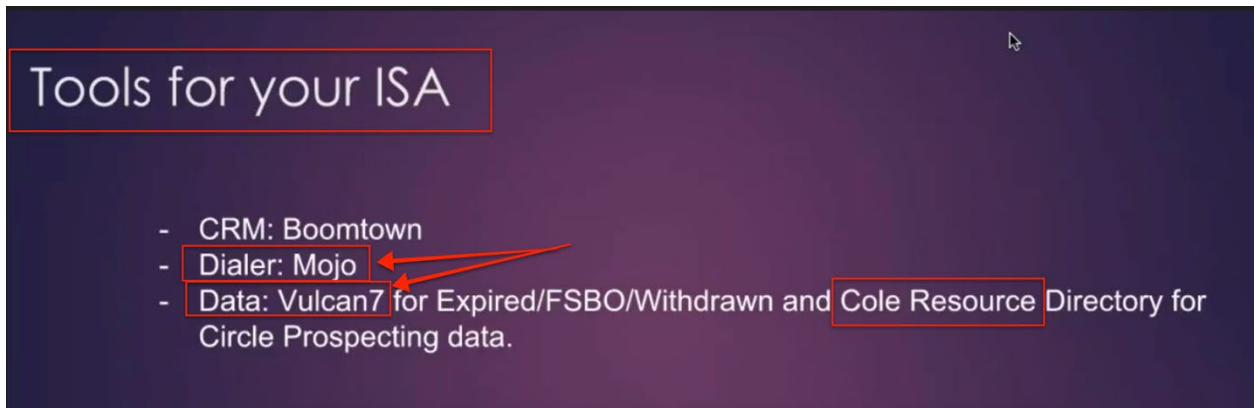 Tools for your ISA
- CRM: Boomtown
- Dialer: Mojo
- Data: Vulcan7 for Expired/FSBO/Withdrawn and Cole Resource Directory for
Circle Prospecting data.